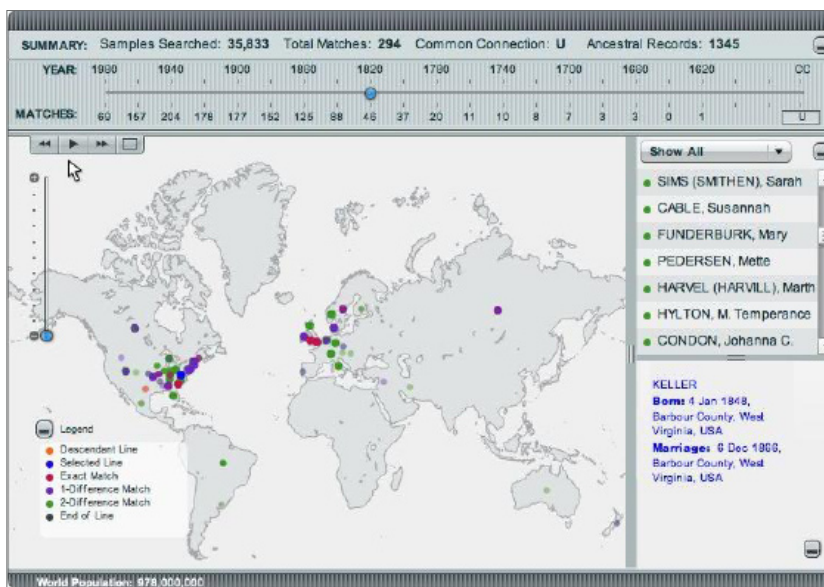 SUMMARY: Samples Searched: 35,833 Total Matches: 294 Common Connection: U Ancestral Records: 1345
YEAR: 1980 1940 1900 1860 1820 1780 1740 1700 1660 1620 CC
MATCHES: 60 157 204 178 177 152 125 88 46 37 20 11 10 8 7 3 3 0 1 U
Show All
SIMS (SMITHEN), Sarah
CABLE, Susannah
FUNDERBURK, Mary
PEDERSEN, Mette
HARVEL (HARVILL), Marth
HYLTON, M. Temperance
CONDON, Johanna C.
KELLER
Born: 4 Jan 1848,
Barbour County, West
Virginia, USA
Marriage: 6 Dec 1866,
Barbour County, West
Virginia, USA
Legend
Descendent Line
Selected Line
Exact Match
1-Difference Match
2-Difference Match
End of Line
World Population: 978,000,000